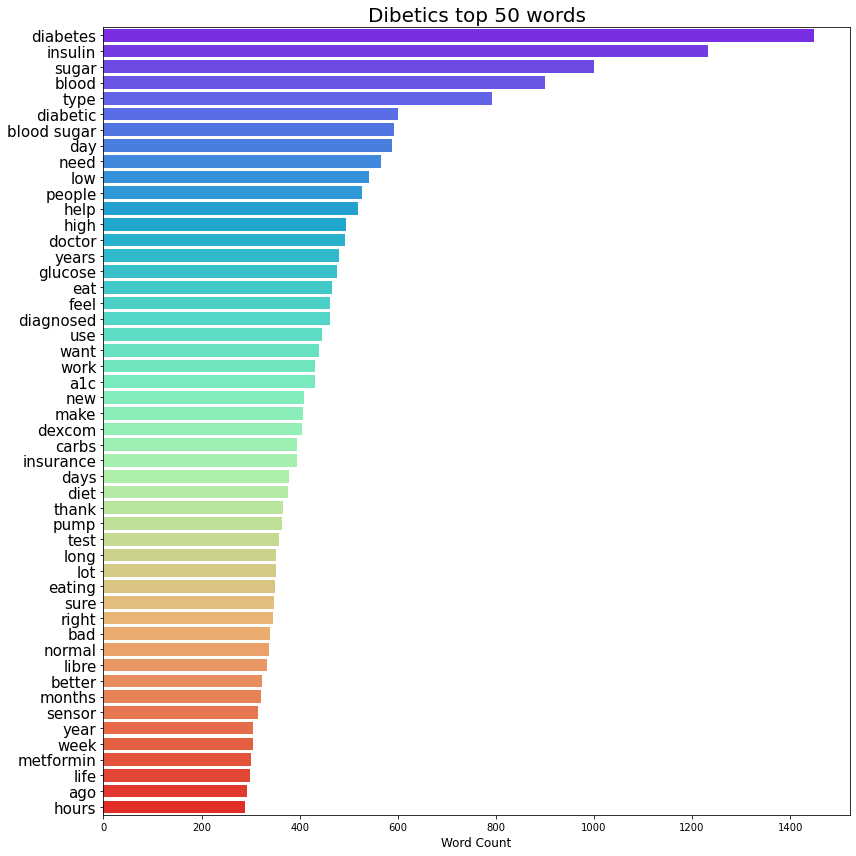 Dibetics top 50 words
diabetes
insulin
sugar
blood
type
diabetic
blood sugar
day
need
low
people
help
high
doctor
years
glucose
eat
feel
diagnosed
use
want
work
a1c
new
make
dexcom
carbs
insurance
days
diet
thank
pump
test
long
lot
eating
sure
right
bad
normal
libre
better
months
sensor
year
week
metformin
life
ago
hours
0 200 400 600 800 1000 1200 1400
Word Count